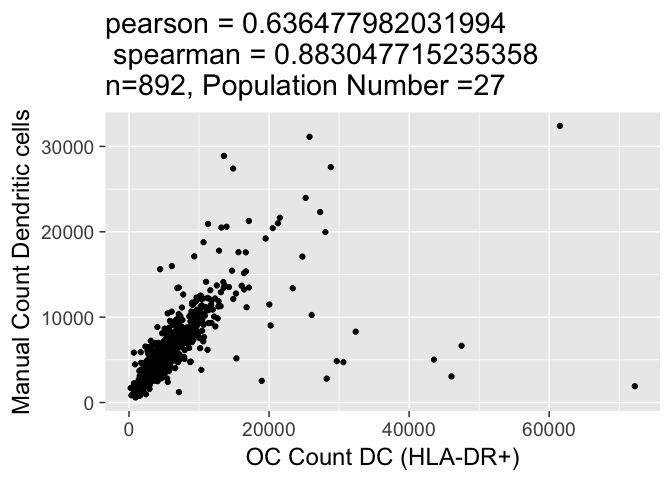 pearson = 0.636477982031994
spearman = 0.883047715235358
n=892, Population Number =27
Manual Count Dendritic cells
30000
20000
10000
0
0
20000
40000
60000
OC Count DC (HLA-DR+)